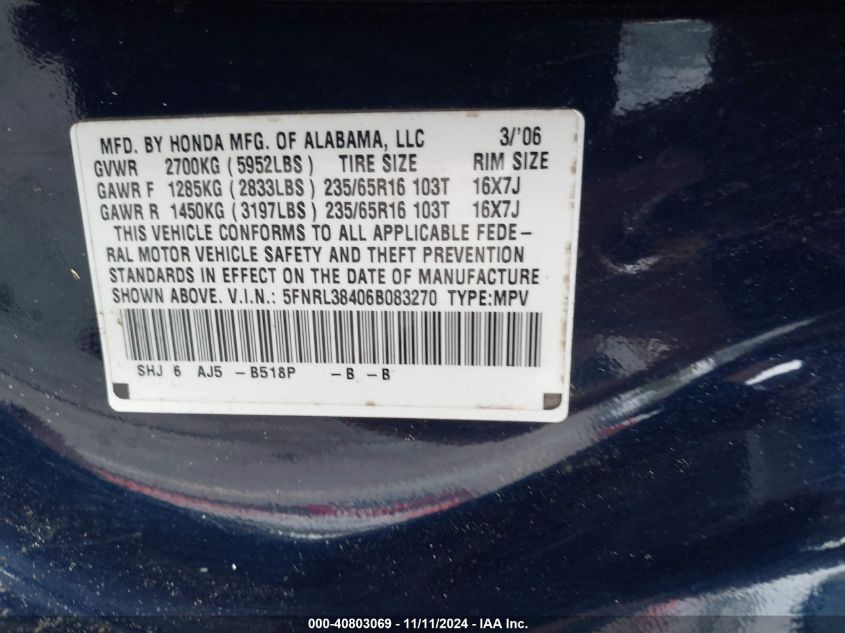 MFD. BY HONDA MFG. OF ALABAMA, LLC 3/'06
GVWR 2700KG (5952LBS) TIRE SIZE RIM SIZE
GAWR F 1285KG (2833LBS) 235/65R16 103T 16X7J
GAWR R 1450KG (3197LBS) 235/65R16 103T 16X7J
THIS VEHICLE CONFORMS TO ALL APPLICABLE FEDE-
RAL MOTOR VEHICLE SAFETY AND THEFT PREVENTION
STANDARDS IN EFFECT ON THE DATE OF MANUFACTURE
SHOWN ABOVE. V.I.N.: 5FNRL38406B083270 TYPE:MPV
SHJ 6 AJ5 -B518P -B -B
000-40803069 - 11/11/2024 - IAA Inc.